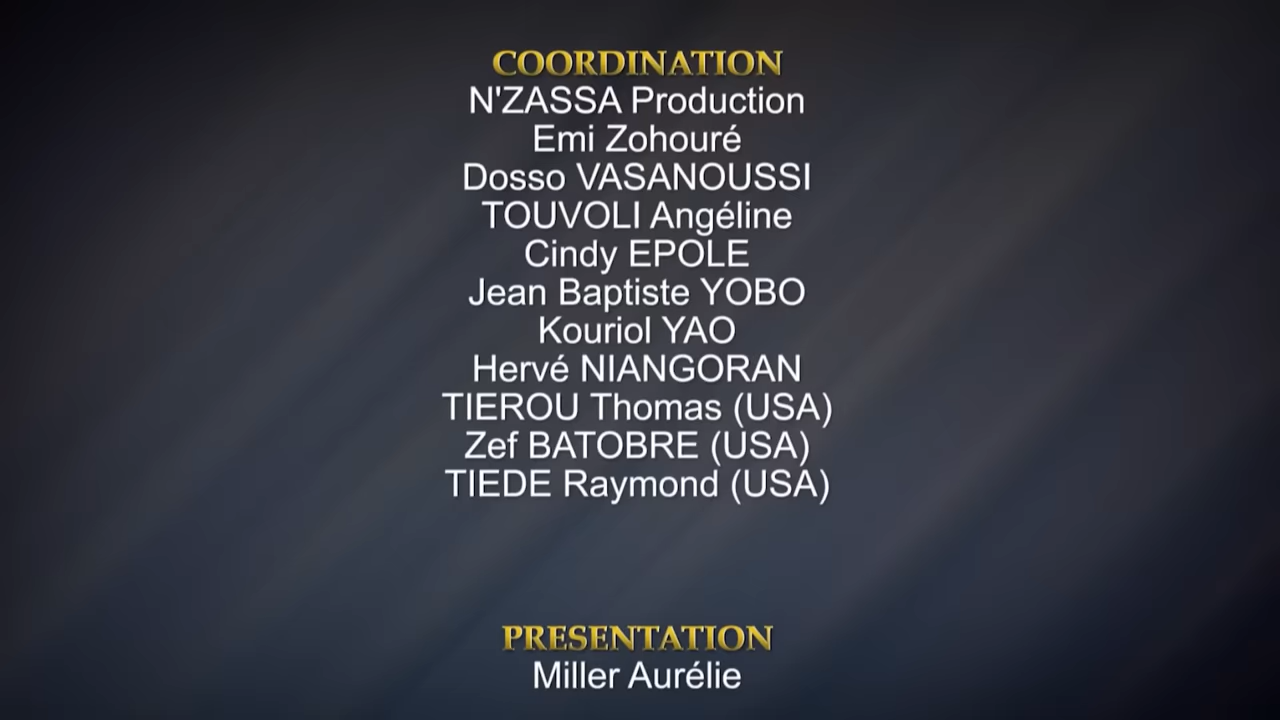 COORDINATION
N'ZASSA Production
Emi Zohouré
Dosso VASANOUSSI
TOUVOLI Angéline
Cindy EPOLE
Jean Baptiste YOBO
Kouriol YAO
Hervé NIANGORAN
TIEROU Thomas (USA)
Zef BATOBRE (USA)
TIEDE Raymond (USA)
PRESENTATION
Miller Aurélie